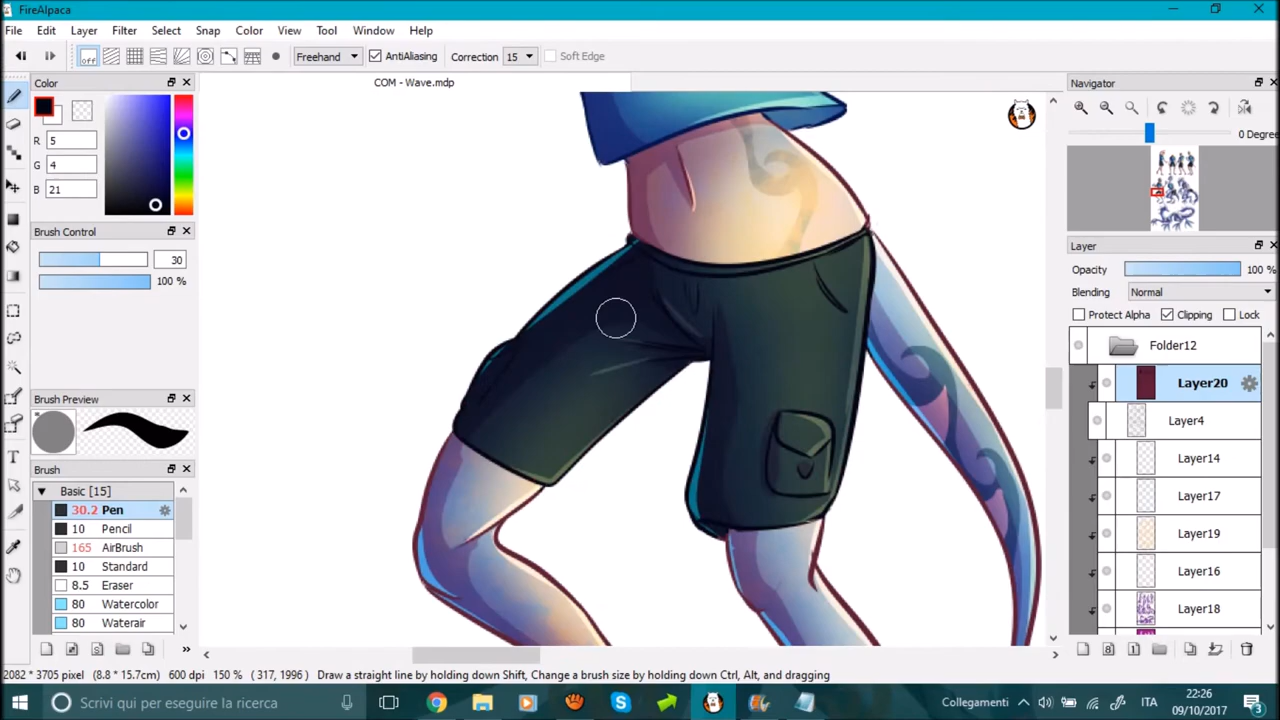 FireAlpaca
File Edit Layer Filter Select Snap Color View Tool Window Help
off Freehand AntiAliasing Correction 15 Soft Edge
Color
COM - Wave.mdp
Navigator
R 5
G 4
B 21
0 Degree
Brush Control
30
100 %
Layer
Opacity 100 %
Blending Normal
Protect Alpha Clipping Lock
Folder12
Layer20
Layer4
Layer14
Layer17
Layer19
Layer16
Layer18
Brush Preview
Brush
Basic [15]
30.2 Pen
10 Pencil
165 AirBrush
10 Standard
8.5 Eraser
80 Watercolor
80 Waterair
2082 * 3705 pixel (8.8 * 15.7cm) 600 dpi 150 % ( 317, 1996 ) Draw a straight line by holding down Shift, Change a brush size by holding down Ctrl, Alt, and dragging
Scrivi qui per eseguire la ricerca
Collegamenti ITA 22:26
09/10/2017 3